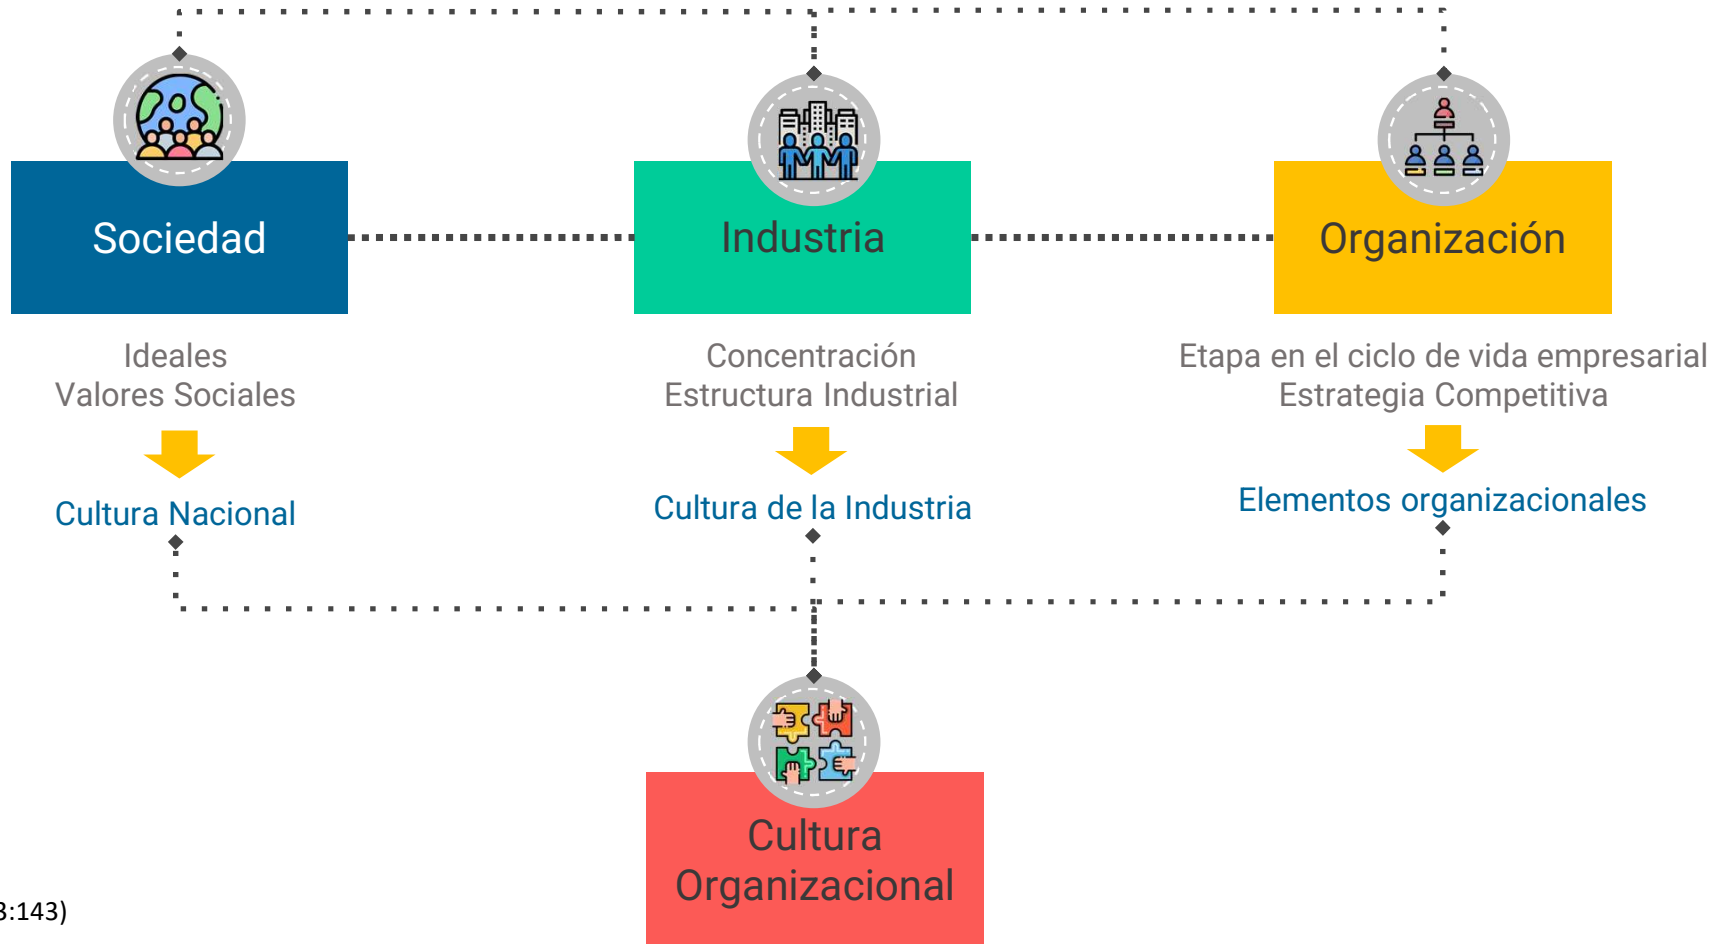 Sociedad
Industria
Organización
Ideales
Valores Sociales
Concentración
Estructura Industrial
Etapa en el ciclo de vida empresarial
Estrategia Competitiva
Cultura Nacional
Cultura de la Industria
Elementos organizacionales
Cultura
Organizacional
:143)